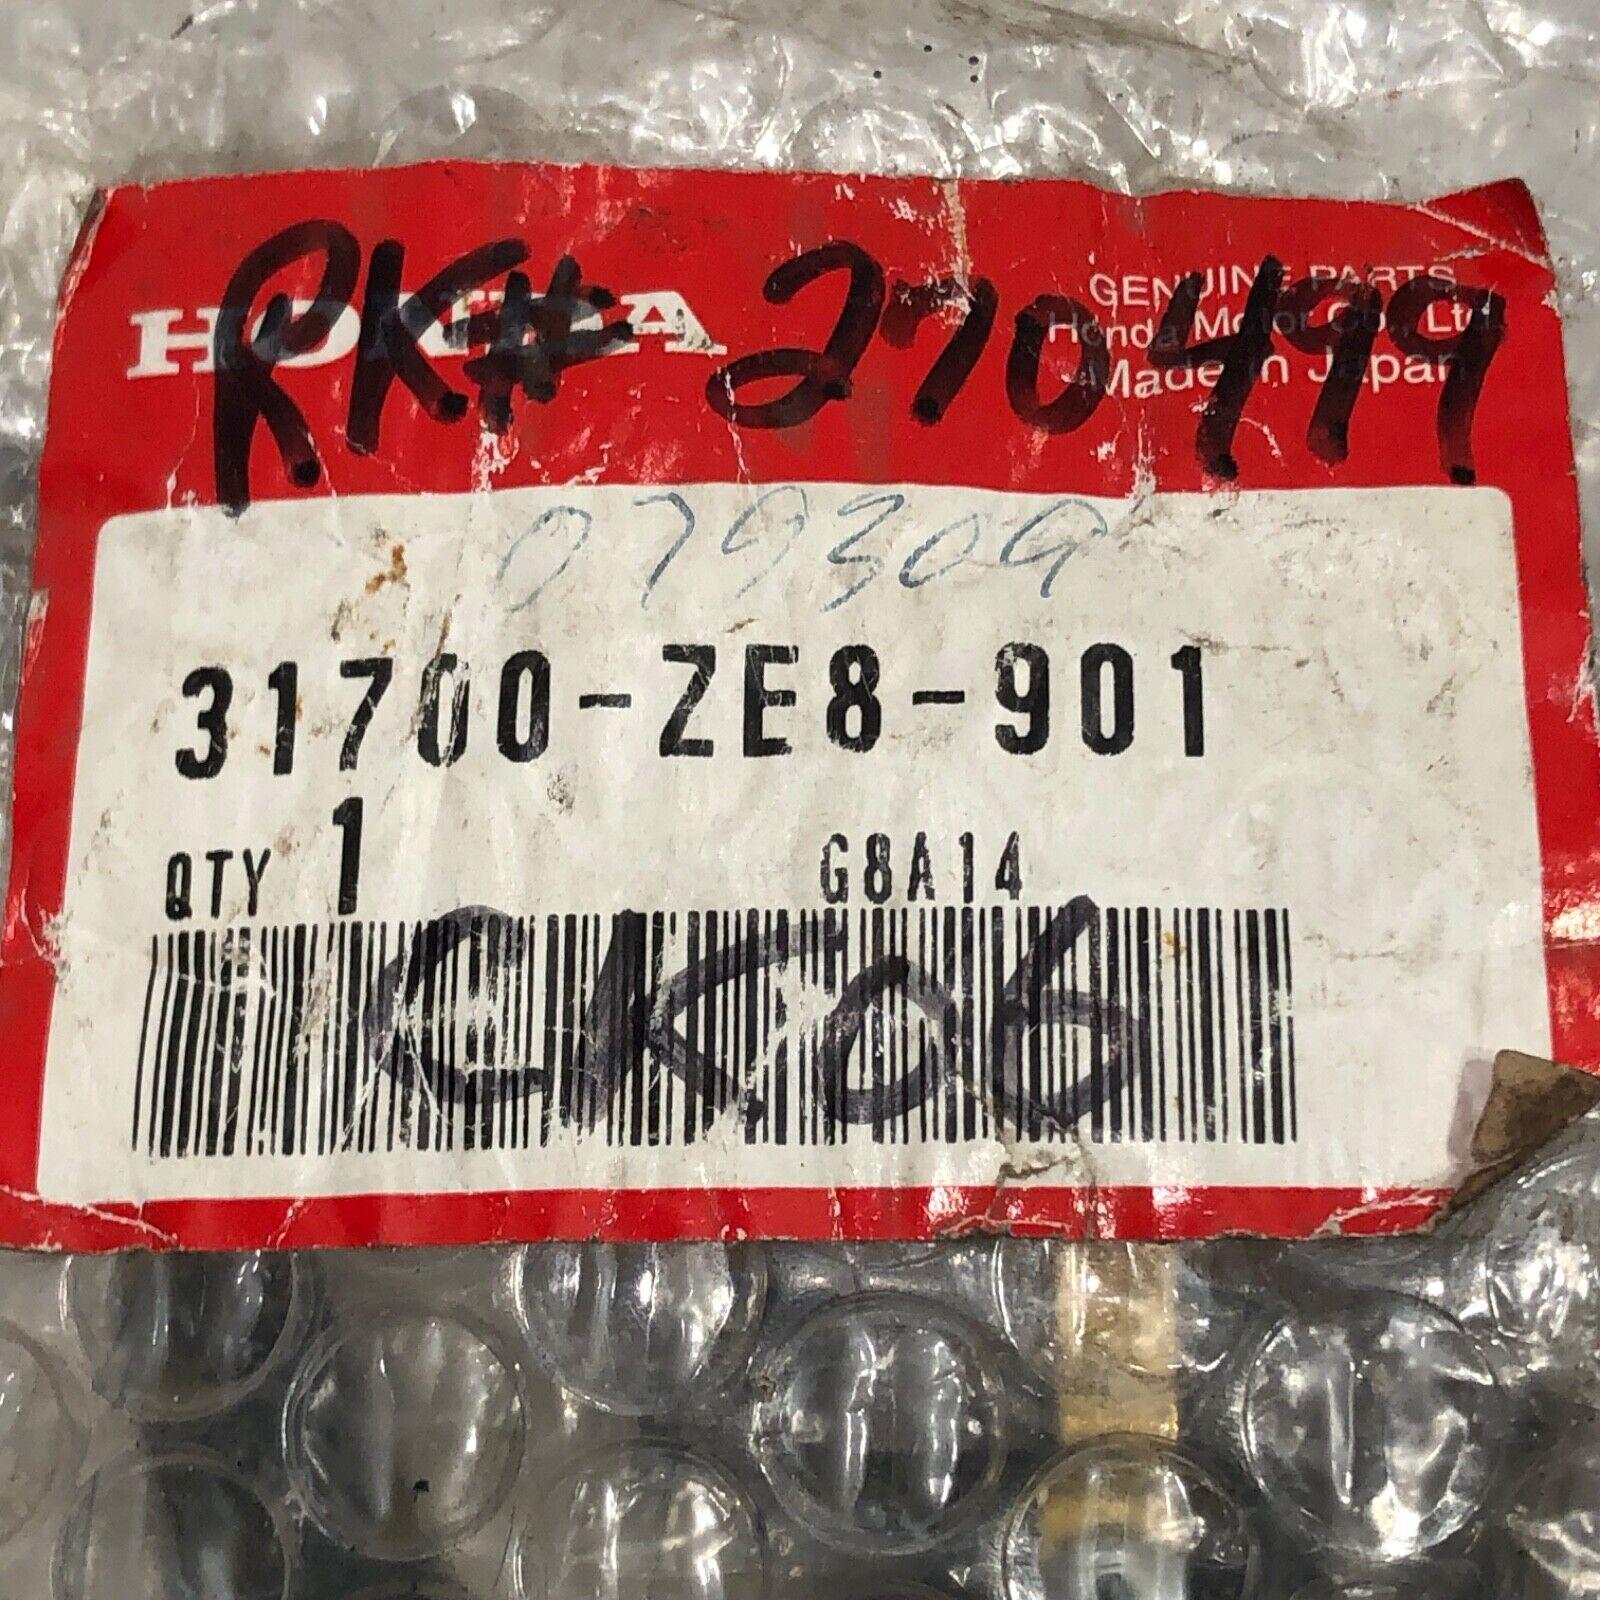 RK# 270499
HONDA
GENUINE PARTS
Honda Motor Co., Ltd.
Made in Japan
079309
31700-ZE8-901
QTY 1 G8A14
CK06